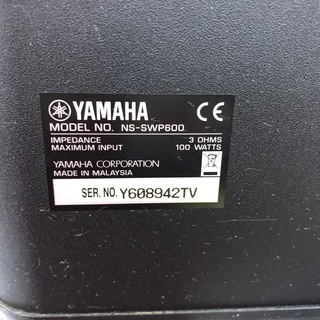 YAMAHA CE
MODEL NO. NS-SWP600
IMPEDANCE 3 OHMS
MAXIMUM INPUT 100 WATTS
YAMAHA CORPORATION
MADE IN MALAYSIA
SER. NO. Y608942TV